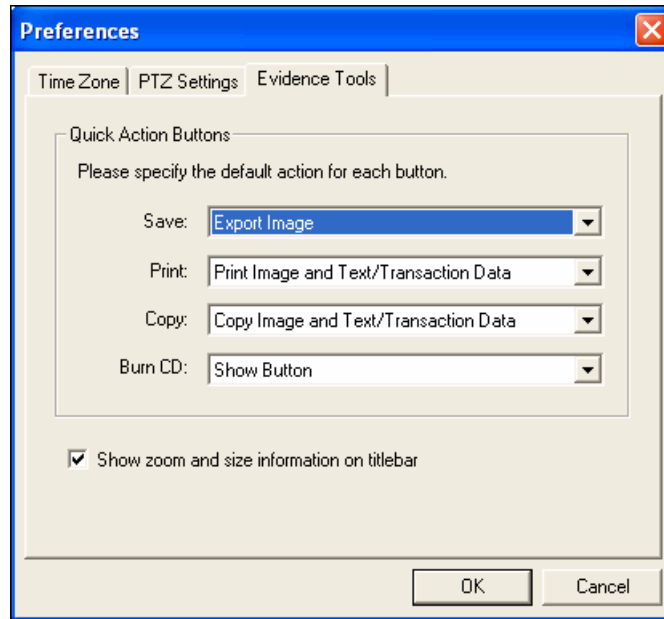 Preferences
Time Zone PTZ Settings Evidence Tools
Quick Action Buttons
Please specify the default action for each button.
Save: Export Image
Print: Print Image and Text/Transaction Data
Copy: Copy Image and Text/Transaction Data
Burn CD: Show Button
Show zoom and size information on titlebar
OK Cancel